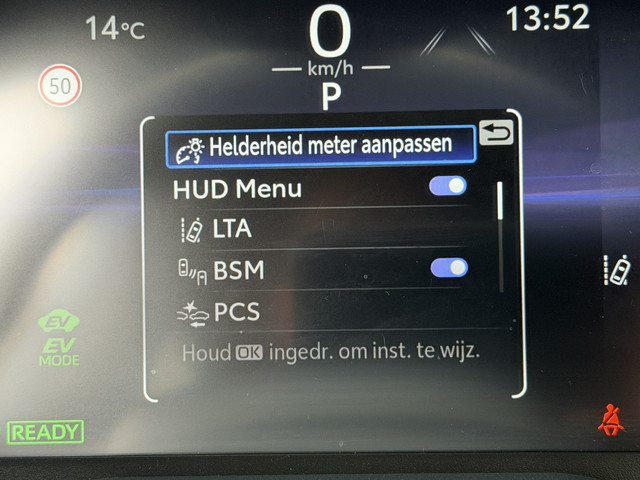 14°C
0
13:52
km/h
50
P
Helderheid meter aanpassen
HUD Menu
LTA
BSM
PCS
Houd OK ingedr. om inst. te wijz.
EV
EV
MODE
READY